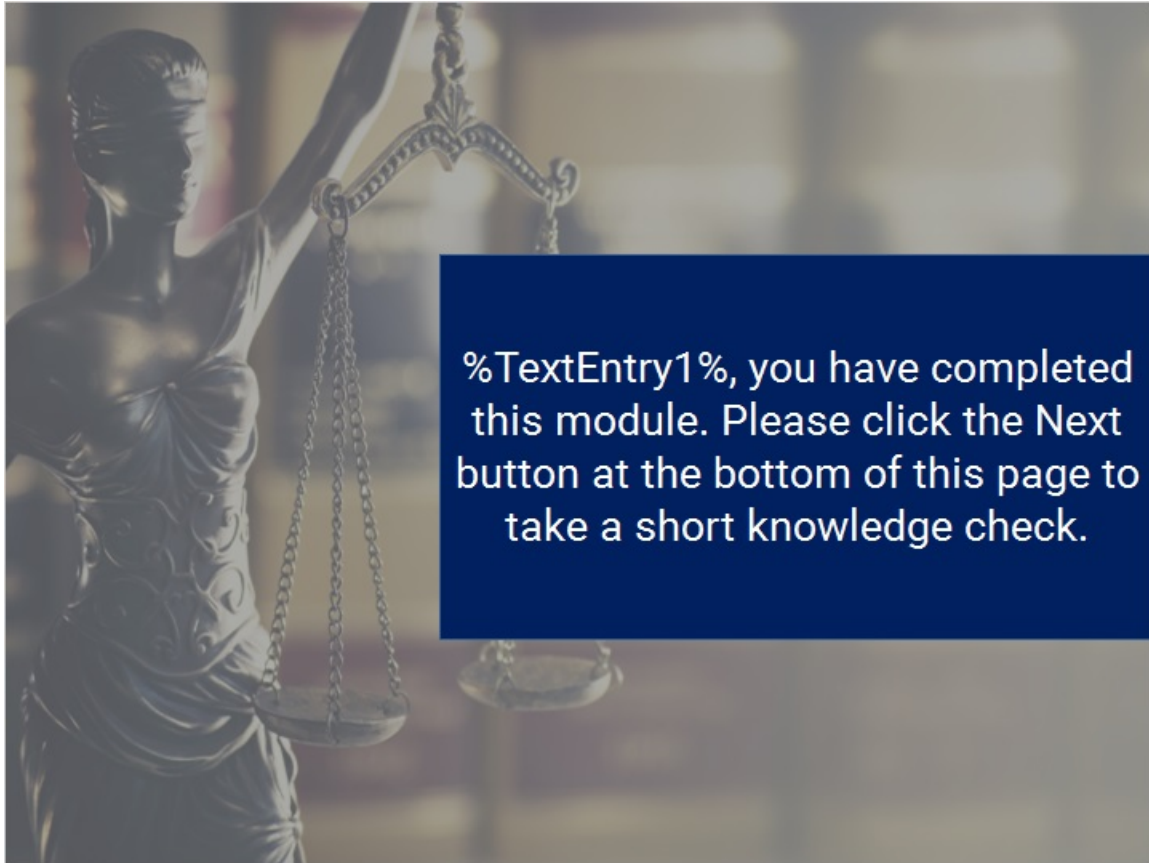 %TextEntry1%, you have completed
this module. Please click the Next
button at the bottom of this page to
take a short knowledge check.